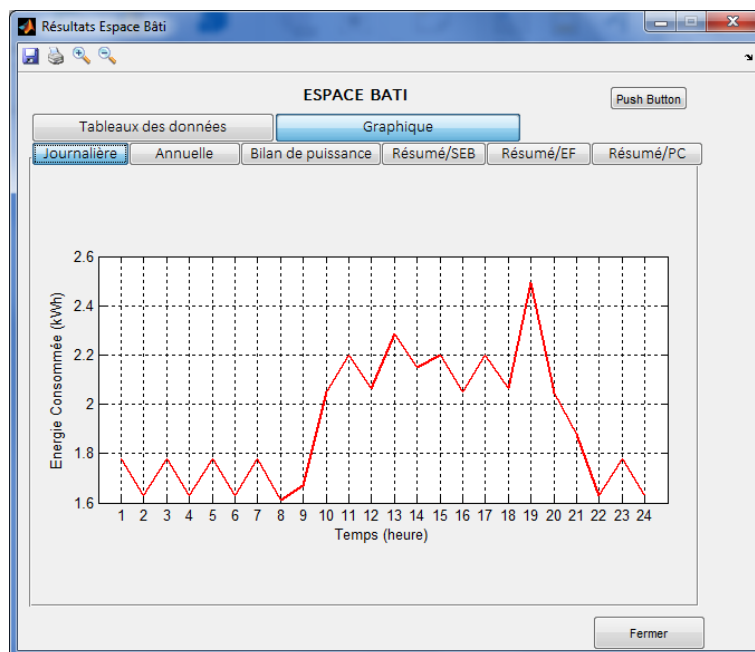 Résultats Espace Bâti
ESPACE BATI
Push Button
Tableaux des données
Graphique
Journalière
Annuelle
Bilan de puissance
Résumé/SEB
Résumé/EF
Résumé/PC
Energie Consommée (kWh)
2.6
2.4
2.2
2
1.8
1.6
1 2 3 4 5 6 7 8 9 10 11 12 13 14 15 16 17 18 19 20 21 22 23 24
Temps (heure)
Fermer